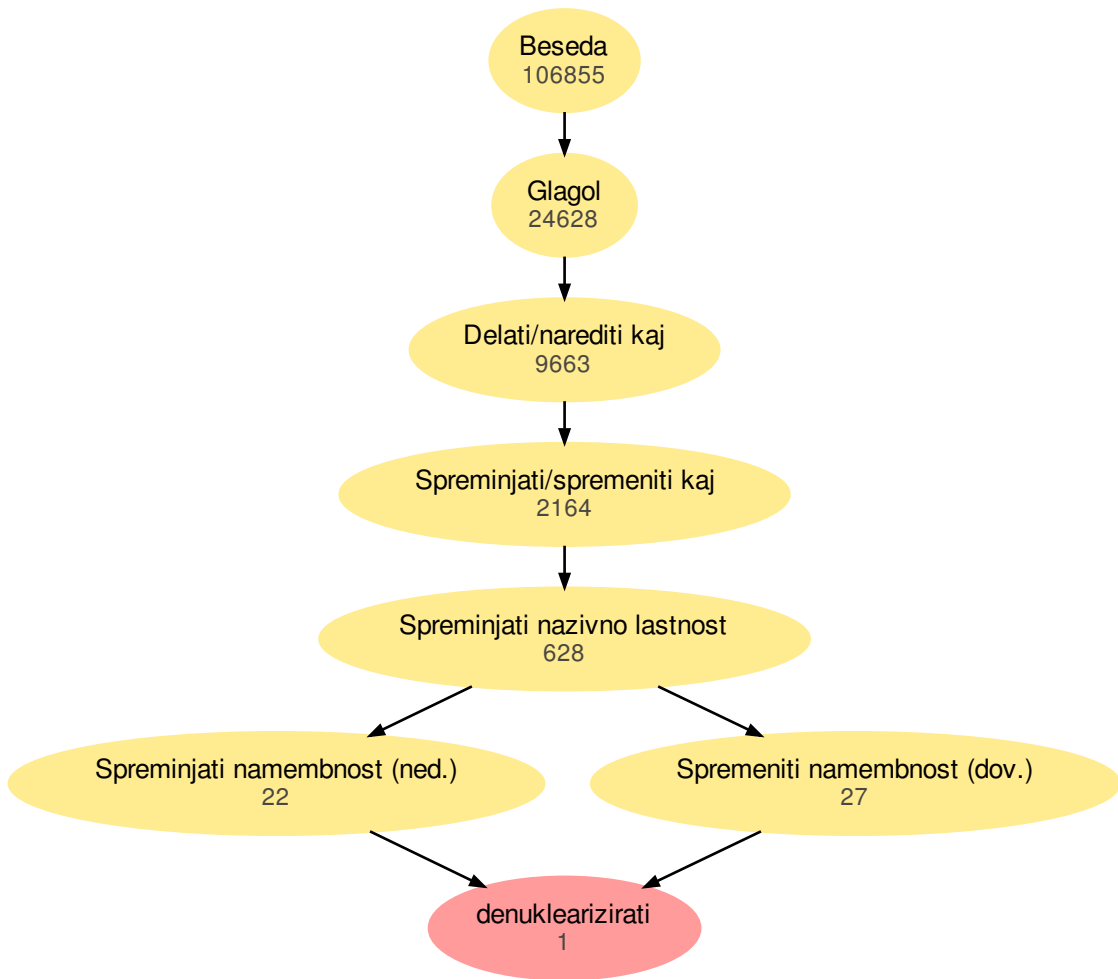 Beseda
106855
Glagol
24628
Delati/narediti kaj
9663
Spreminjati/spremeniti kaj
2164
Spreminjati nazivno lastnost
628
Spreminjati namembnost (ned.)
22
Spremeniti namembnost (dov.)
27
denuklearizirati
1